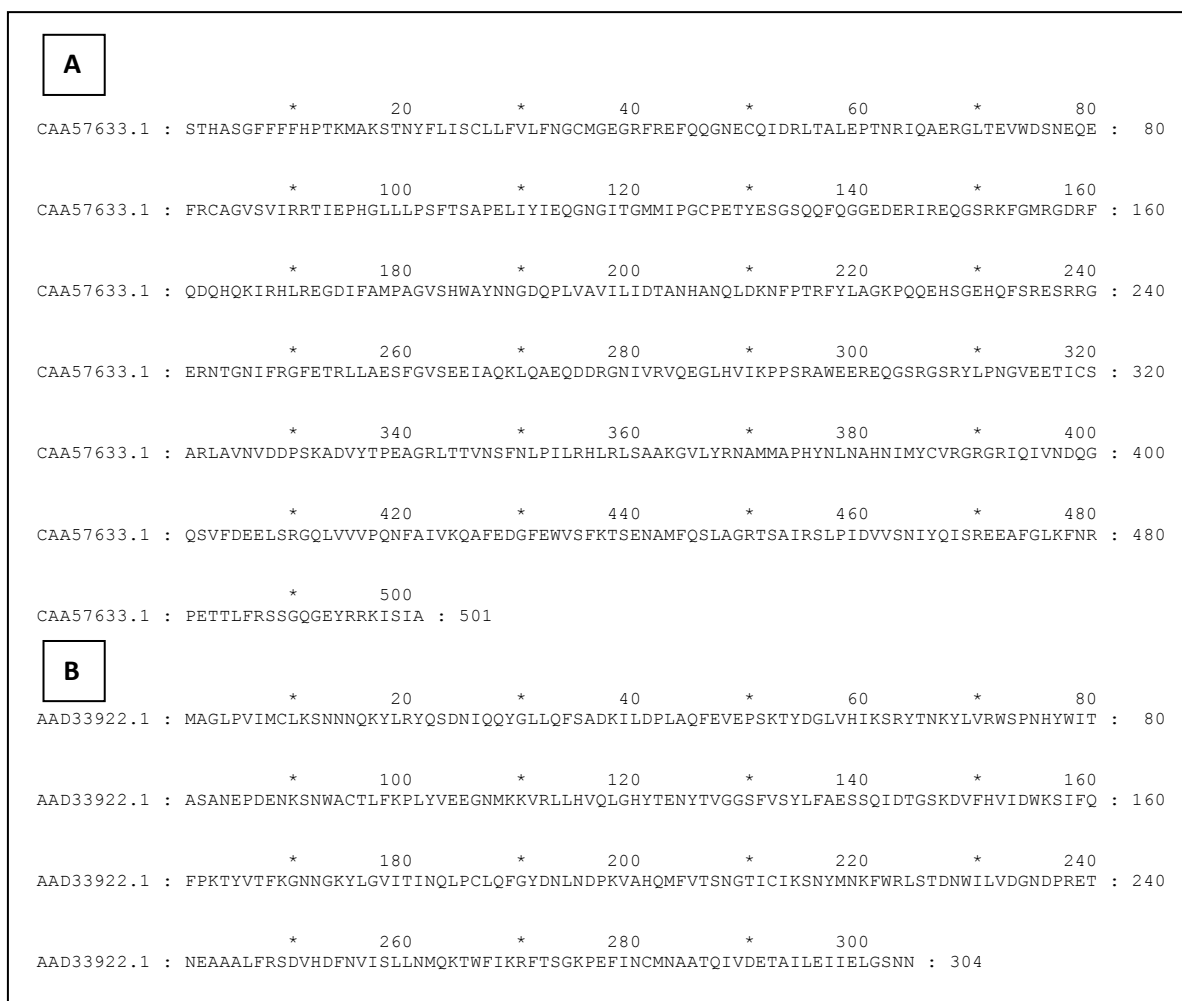 A
* 20 * 40 * 60 * 80
CAA57633.1 : STHASGFFFFHPTKMAKSTNYFLISCLLFVLFNGCMGEGRFREFQQGNECQIDRLTALEPTNRIQAERGLTEVWDSNEQE : 80
* 100 * 120 * 140 * 160
CAA57633.1 : FRCAGVSVIRRTIEPHGLLLPSFTSAPELIYIEQGNGITGMMIPGCPETYESGSQQFQGGEDERIREQGSRKFGMRGDRF : 160
* 180 * 200 * 220 * 240
CAA57633.1 : QDQHQKIRHLREGDIFAMPAGVSHWAYNNGDQPLVAVILIDTANHANQLDKNFPTRFYLAGKPQQEHSGEHQFSRESRRG : 240
* 260 * 280 * 300 * 320
CAA57633.1 : ERNTGNIFRGFETRLLAESFGVSEEIAQKLQAEQDDRGNIVRVQEGLHVIKPPSRAWEEREQGSRGSRYLPNGVEETICS : 320
* 340 * 360 * 380 * 400
CAA57633.1 : ARLAVNVDDPSKADVYTPEAGRLTTVNSFNLPILRHLRLSAAKGVLYRNAMMAPHYNLNAHNIMYCVRGRGRIQIVNDQG : 400
* 420 * 440 * 460 * 480
CAA57633.1 : QSVFDEELSRGQLVVVPQNFAIVKQAFEDGFEWVSFKTSENAMFQSLAGRTSAIRSLPIDVVSNIYQISREEAFGLKFNR : 480
* 500
CAA57633.1 : PETTLFRSSGQGEYRRKISIA : 501
B
* 20 * 40 * 60 * 80
AAD33922.1 : MAGLPVIMCLKSNNNQKYLRYQSDNIQQYGLLQFSADKILDPLAQFEVEPSKTYDGLVHIKSRYTNKYLVRWSPNHYWIT : 80
* 100 * 120 * 140 * 160
AAD33922.1 : ASANEPDENKSNWACTLFKPLYVEEGNMKKVRLLHVQLGHYTENYTVGGSFVSYLFAESSQIDTGSKDVFHVIDWKSIFQ : 160
* 180 * 200 * 220 * 240
AAD33922.1 : FPKTYVTFKGNNGKYLGVITINQLPCLQFGYDNLNDPKVAHQMFVTSNGTICIKSNYMNKFWRLSTDNWILVDGNDPRET : 240
* 260 * 280 * 300
AAD33922.1 : NEAAALFRSDVHDFNVISLLNMQKTWFIKRFTSGKPEFINCMNAATQIVDETAILEIIELGSNN : 304